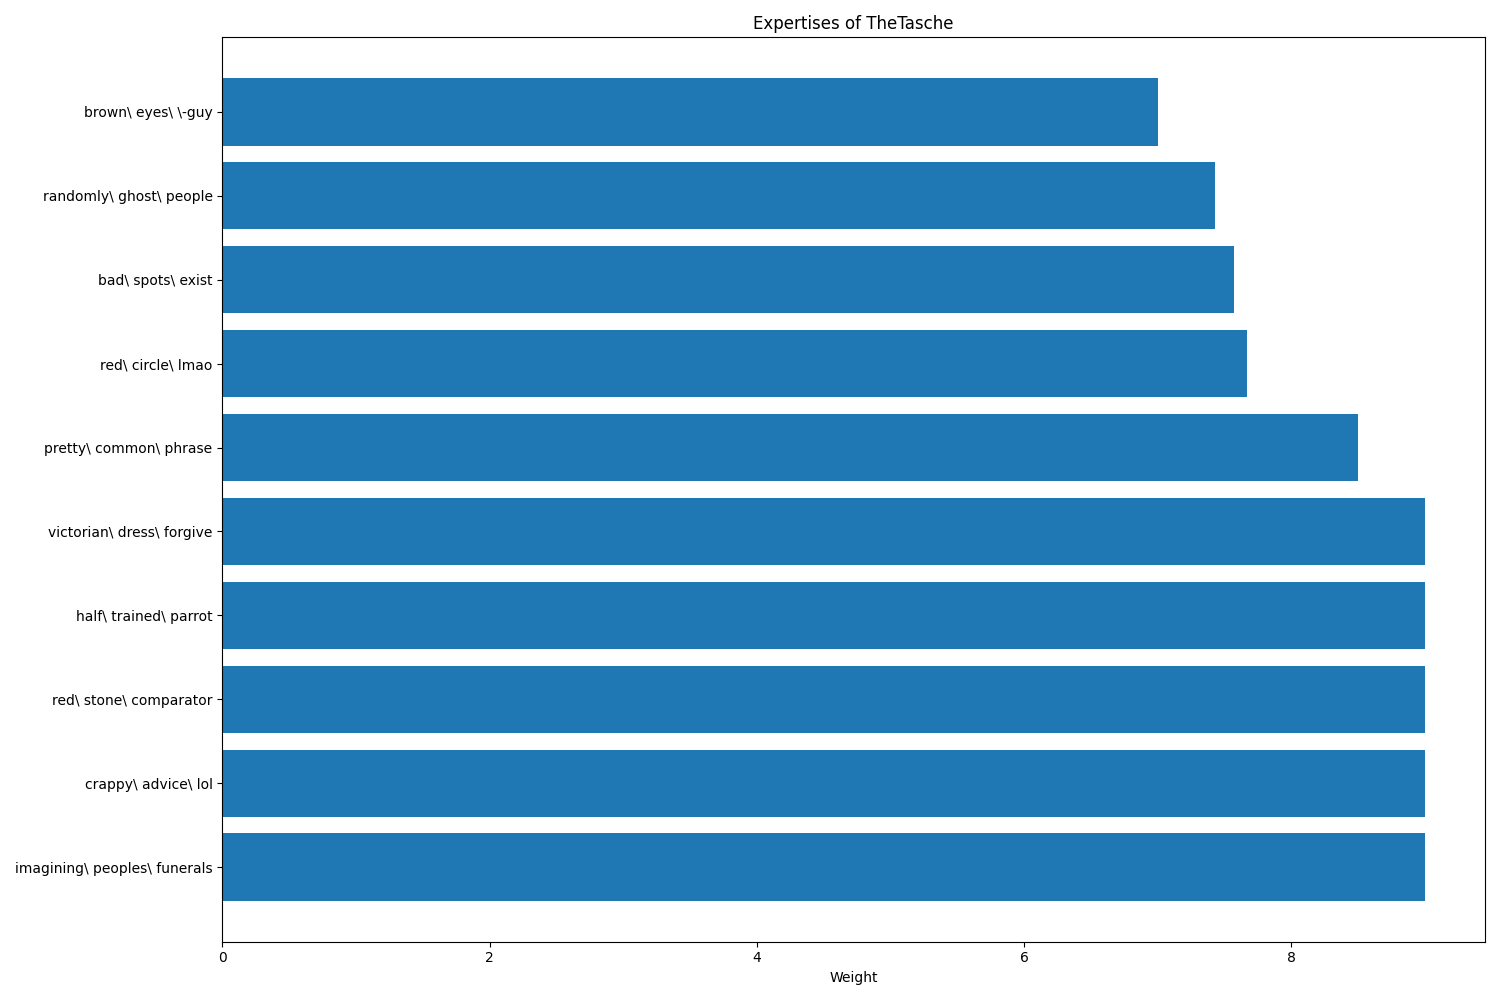 Expertises of TheTasche
brown\ eyes\ \-guy
randomly\ ghost\ people
bad\ spots\ exist
red\ circle\ lmao
pretty\ common\ phrase
victorian\ dress\ forgive
half\ trained\ parrot
red\ stone\ comparator
crappy\ advice\ lol
imagining\ peoples\ funerals
0 2 4 6 8
Weight